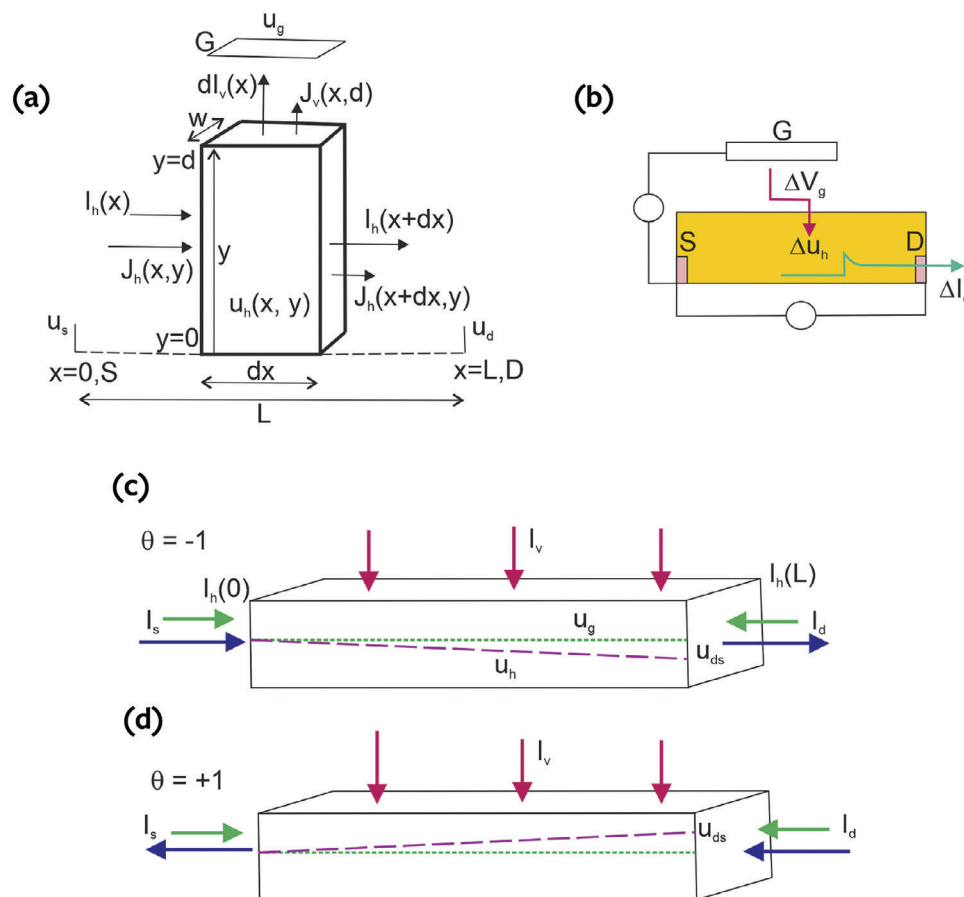 (a)
u_g
G
dI_v(x)
J_v(x,d)
w
y=d
I_h(x)
I_h(x+dx)
y
J_h(x,y)
J_h(x+dx,y)
u_h(x, y)
u_s
y=0
u_d
x=0,S
dx
x=L,D
L
(b)
G
ΔV_g
S
D
Δu_h
(c)
θ = -1
I_v
I_h(0)
I_h(L)
I_s
u_g
I_d
u_ds
u_h
(d)
θ = +1
I_v
I_s
u_ds
I_d